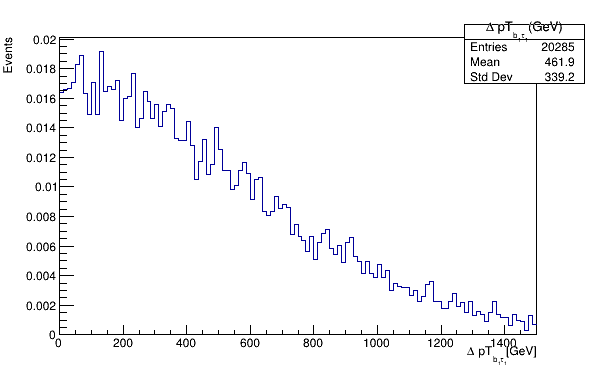 Δ pT_{b₁τ₁}(GeV)
Entries 20285
Mean 461.9
Std Dev 339.2
Events
0.02
0.018
0.016
0.014
0.012
0.01
0.008
0.006
0.004
0.002
0
0 200 400 600 800 1000 1200 1400
Δ pT_{b₁τ₁}[GeV]